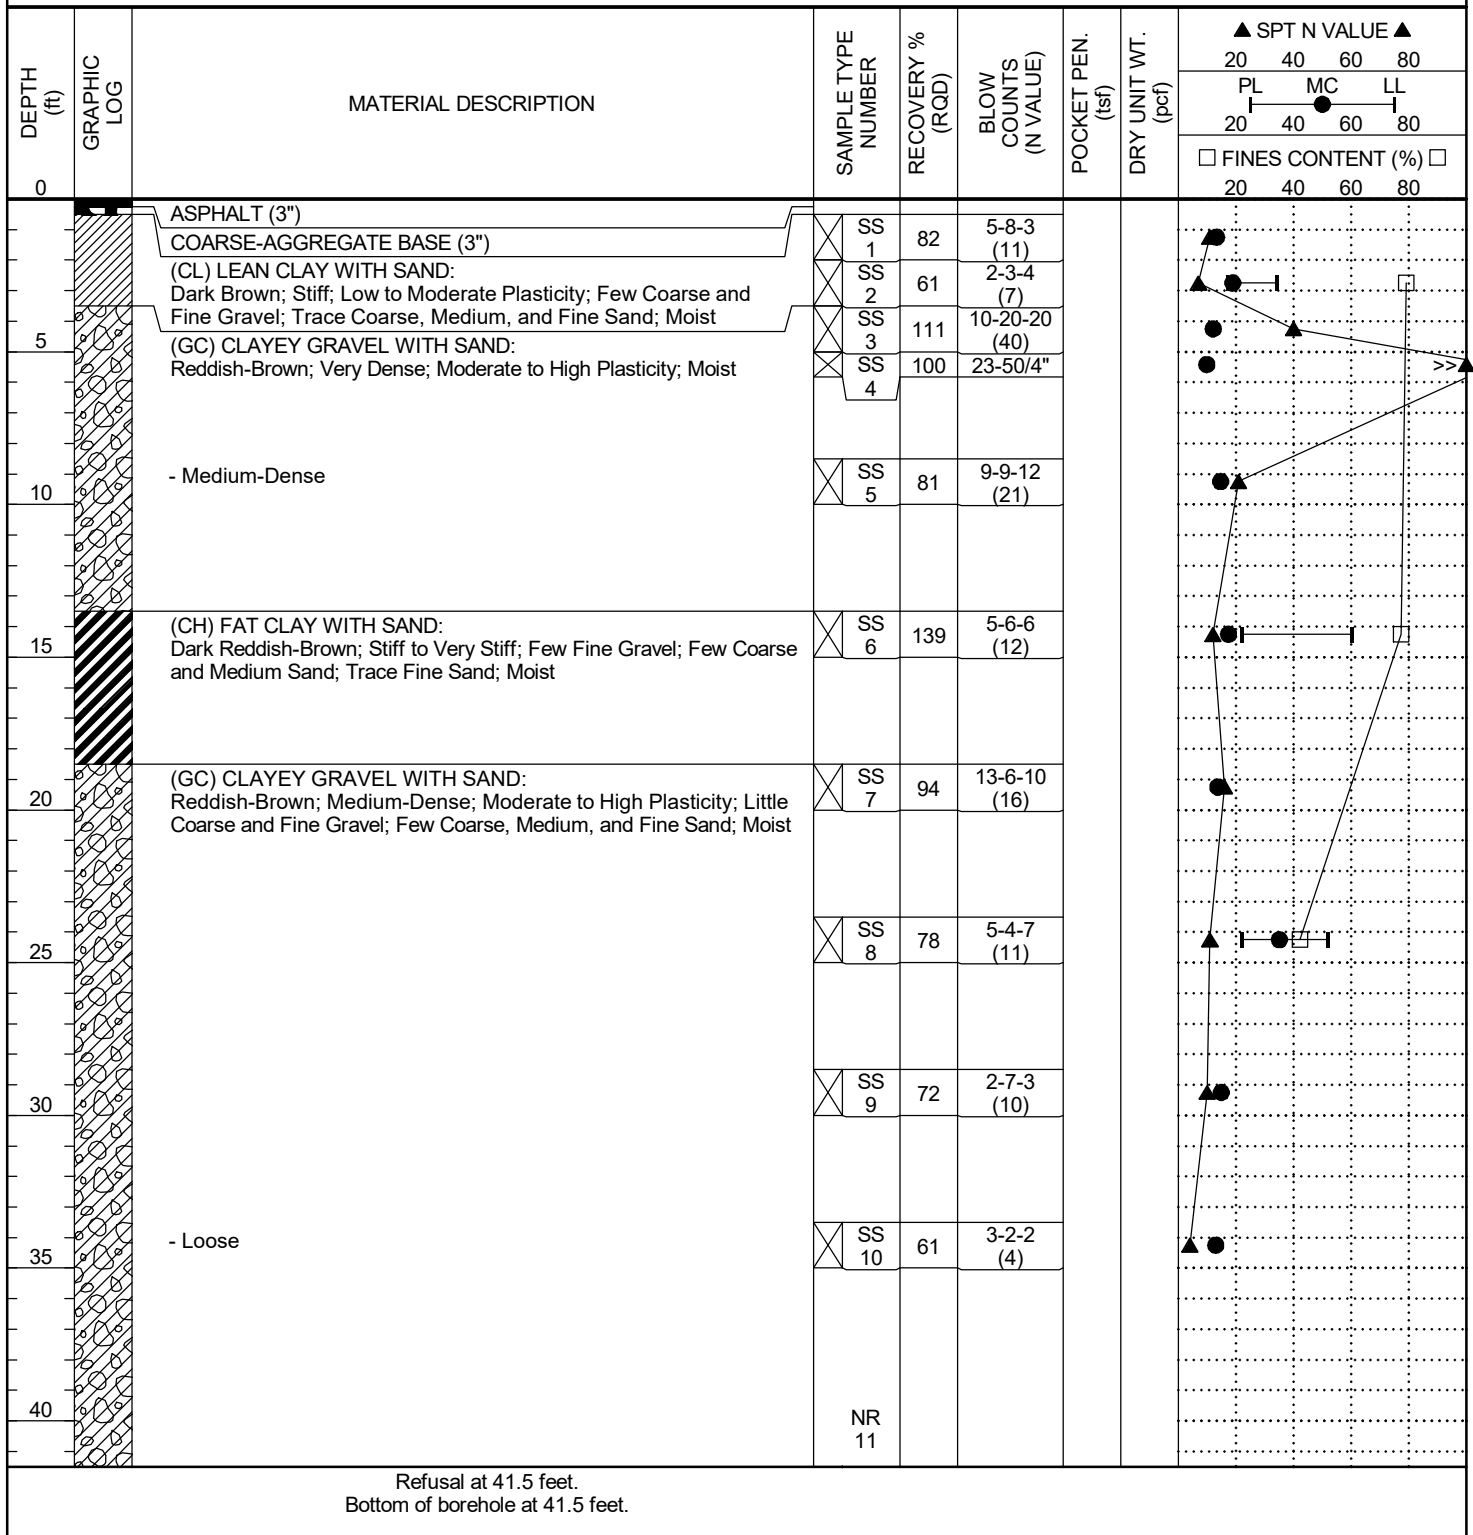 DEPTH
(ft)
GRAPHIC
LOG
MATERIAL DESCRIPTION
SAMPLE TYPE
NUMBER
RECOVERY %
(RQD)
BLOW
COUNTS
(N VALUE)
POCKET PEN.
(tsf)
DRY UNIT WT.
(pcf)
▲ SPT N VALUE ▲
20 40 60 80
PL MC LL
20 40 60 80
□ FINES CONTENT (%) □
20 40 60 80
0
ASPHALT (3")
COARSE-AGGREGATE BASE (3")
SS
1
82
5-8-3
(11)
(CL) LEAN CLAY WITH SAND:
Dark Brown; Stiff; Low to Moderate Plasticity; Few Coarse and
Fine Gravel; Trace Coarse, Medium, and Fine Sand; Moist
SS
2
61
2-3-4
(7)
SS
3
111
10-20-20
(40)
5
(GC) CLAYEY GRAVEL WITH SAND:
Reddish-Brown; Very Dense; Moderate to High Plasticity; Moist
SS
4
100
23-50/4"
>>
- Medium-Dense
SS
5
81
9-9-12
(21)
10
(CH) FAT CLAY WITH SAND:
Dark Reddish-Brown; Stiff to Very Stiff; Few Fine Gravel; Few Coarse
and Medium Sand; Trace Fine Sand; Moist
SS
6
139
5-6-6
(12)
15
(GC) CLAYEY GRAVEL WITH SAND:
Reddish-Brown; Medium-Dense; Moderate to High Plasticity; Little
Coarse and Fine Gravel; Few Coarse, Medium, and Fine Sand; Moist
SS
7
94
13-6-10
(16)
20
SS
8
78
5-4-7
(11)
25
SS
9
72
2-7-3
(10)
30
- Loose
SS
10
61
3-2-2
(4)
35
40
NR
11
Refusal at 41.5 feet.
Bottom of borehole at 41.5 feet.